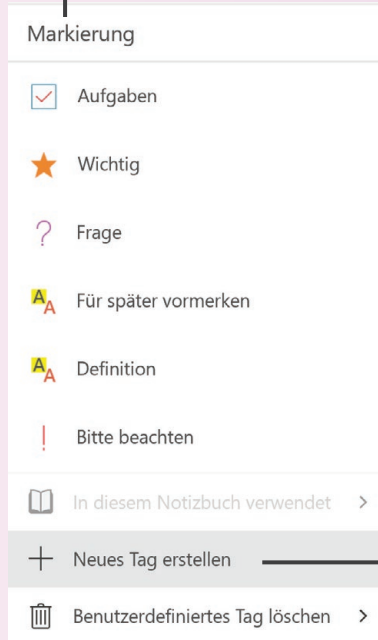 Markierung
Aufgaben
Wichtig
Frage
Für später vormerken
Definition
Bitte beachten
In diesem Notizbuch verwendet
Neues Tag erstellen
Benutzerdefiniertes Tag löschen